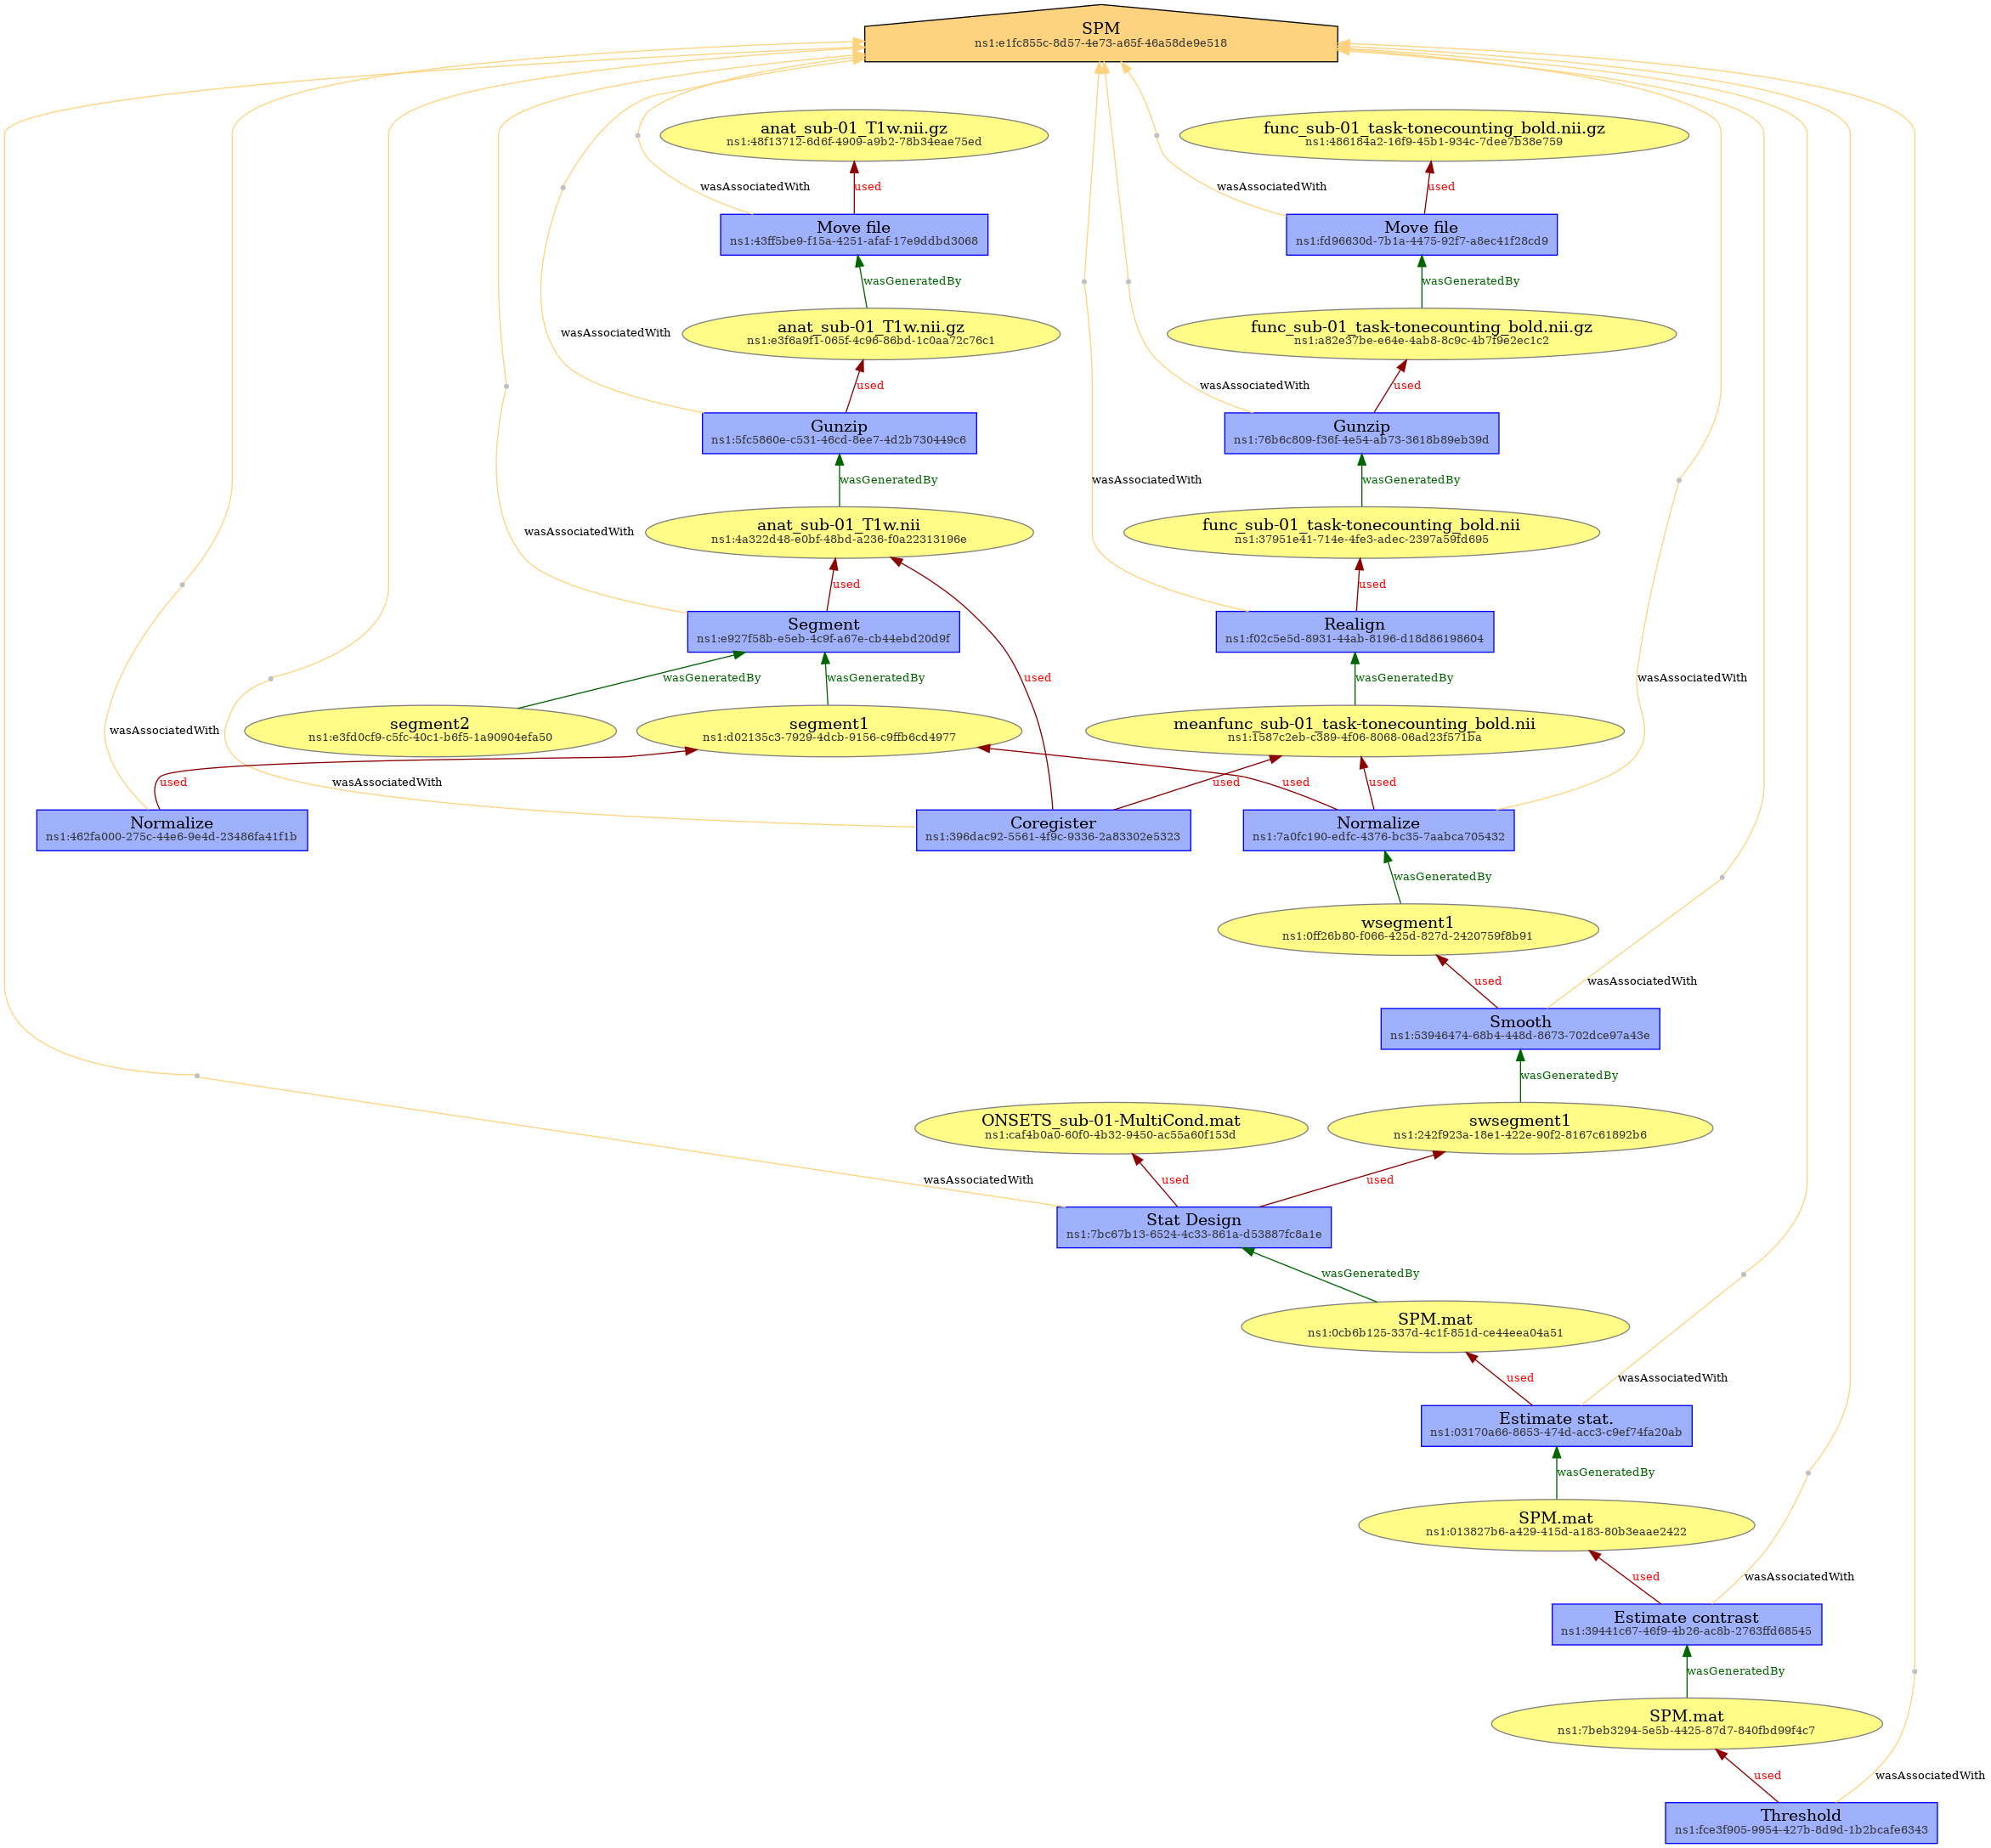 SPM
ns1:e1fc855c-8d57-4e73-a65f-46a58de9e518
anat_sub-01_T1w.nii.gz
ns1:48f13712-6d6f-4909-a9b2-78b34eae75ed
func_sub-01_task-tonecounting_bold.nii.gz
ns1:486184a2-16f9-45b1-934c-7dee7b38e759
wasAssociatedWith
used
wasAssociatedWith
used
Move file
ns1:43ff5be9-f15a-4251-afaf-17e9ddbd3068
Move file
ns1:fd96630d-7b1a-4475-92f7-a8ec41f28cd9
wasGeneratedBy
wasGeneratedBy
anat_sub-01_T1w.nii.gz
ns1:e3f6a9f1-065f-4c96-86bd-1c0aa72c76c1
func_sub-01_task-tonecounting_bold.nii.gz
ns1:a82e37be-e64e-4ab8-8c9c-4b7f9e2ec1c2
wasAssociatedWith
used
wasAssociatedWith
used
Gunzip
ns1:5fc5860e-c531-46cd-8ee7-4d2b730449c6
Gunzip
ns1:76b6c809-f36f-4e54-ab73-3618b89eb39d
wasGeneratedBy
wasAssociatedWith
wasGeneratedBy
anat_sub-01_T1w.nii
ns1:4a322d48-e0bf-48bd-a236-f0a22313196e
func_sub-01_task-tonecounting_bold.nii
ns1:37951e41-714e-4fe3-adec-2397a59fd695
wasAssociatedWith
used
used
Segment
ns1:e927f58b-e5eb-4c9f-a67e-cb44ebd20d9f
Realign
ns1:f02c5e5d-8931-44ab-8196-d18d86198604
wasGeneratedBy
wasGeneratedBy
used
wasGeneratedBy
wasAssociatedWith
segment2
ns1:e3fd0cf9-c5fc-40c1-b6f5-1a90904efa50
segment1
ns1:d02135c3-7929-4dcb-9156-c9ffb6cd4977
meanfunc_sub-01_task-tonecounting_bold.nii
ns1:1587c2eb-c389-4f06-8068-06ad23f571ba
wasAssociatedWith
used
wasAssociatedWith
used
used
used
Normalize
ns1:462fa000-275c-44e6-9e4d-23486fa41f1b
Coregister
ns1:396dac92-5561-4f9c-9336-2a83302e5323
Normalize
ns1:7a0fc190-edfc-4376-bc35-7aabca705432
wasGeneratedBy
wsegment1
ns1:0ff26b80-f066-425d-827d-2420759f8b91
used
wasAssociatedWith
Smooth
ns1:53946474-68b4-448d-8673-702dce97a43e
wasGeneratedBy
ONSETS_sub-01-MultiCond.mat
ns1:caf4b0a0-60f0-4b32-9450-ac55a60f153d
swsegment1
ns1:242f923a-18e1-422e-90f2-8167c61892b6
wasAssociatedWith
used
used
Stat Design
ns1:7bc67b13-6524-4c33-861a-d53887fc8a1e
wasGeneratedBy
SPM.mat
ns1:0cb6b125-337d-4c1f-851d-ce44eea04a51
used
wasAssociatedWith
Estimate stat.
ns1:03170a66-8653-474d-acc3-c9ef74fa20ab
wasGeneratedBy
SPM.mat
ns1:013827b6-a429-415d-a183-80b3eaae2422
used
wasAssociatedWith
Estimate contrast
ns1:39441c67-46f9-4b26-ac8b-2763ffd68545
wasGeneratedBy
SPM.mat
ns1:7beb3294-5e5b-4425-87d7-840fbd99f4c7
used
wasAssociatedWith
Threshold
ns1:fce3f905-9954-427b-8d9d-1b2bcafe6343